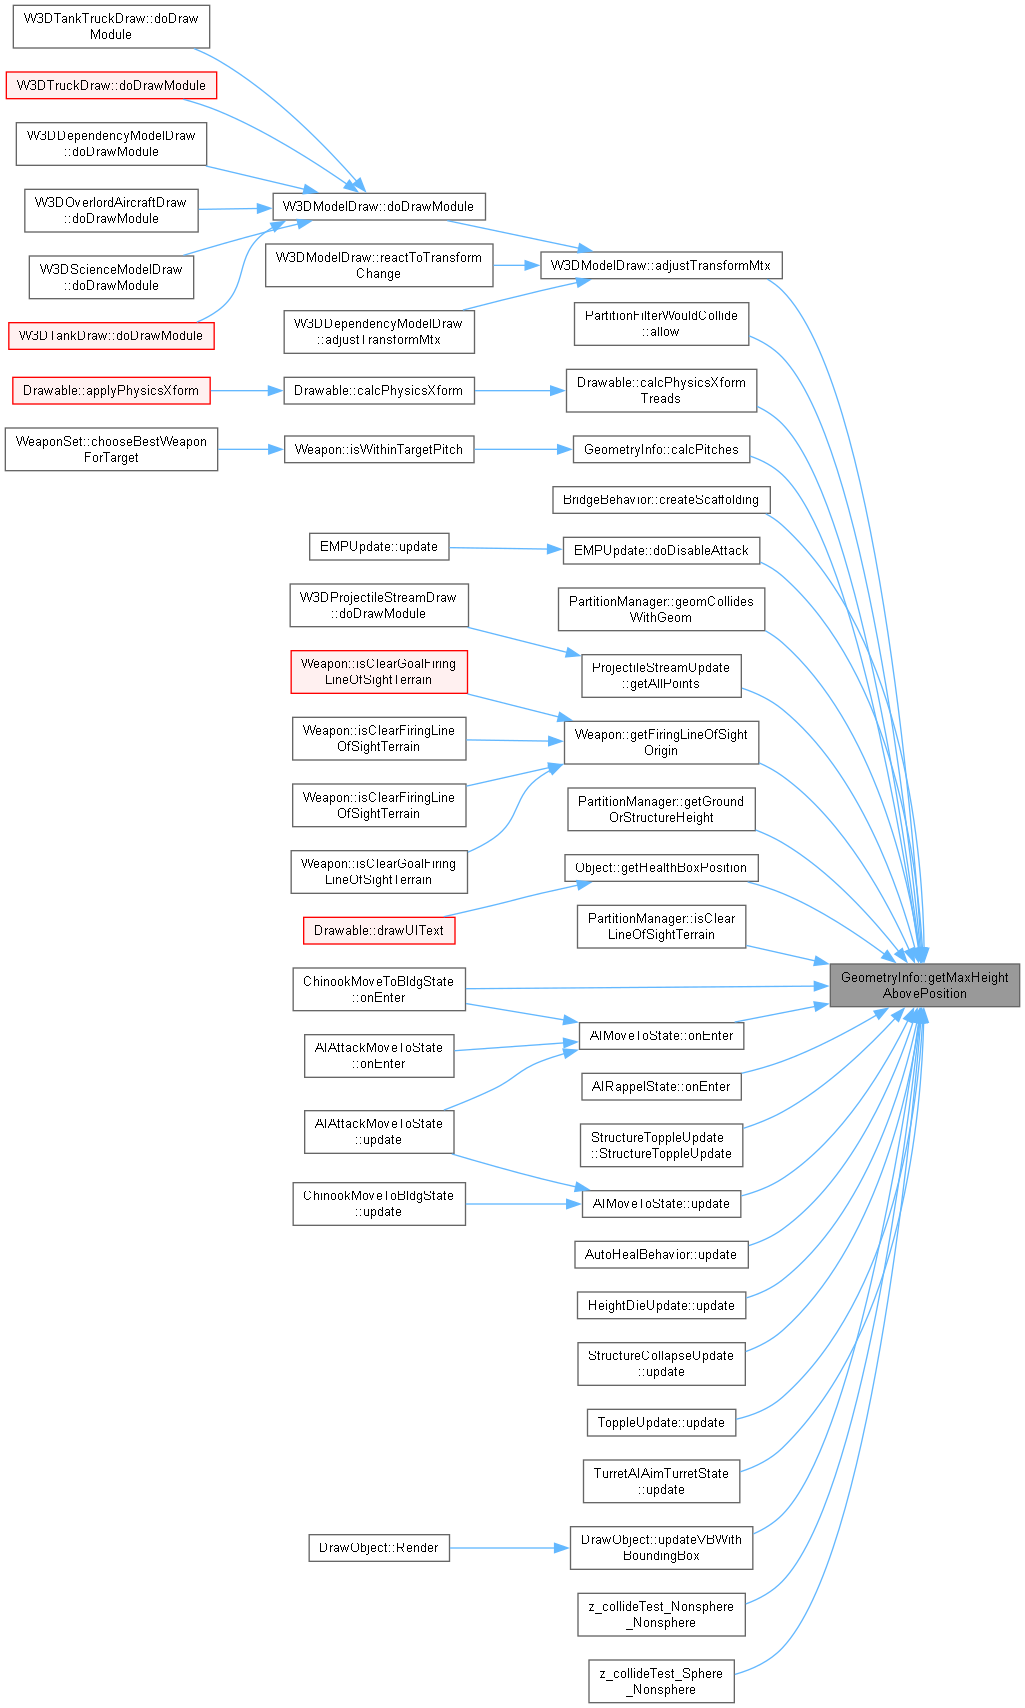 W3DTankTruckDraw::doDraw
Module
W3DTruckDraw::doDrawModule
W3DDependencyModelDraw
::doDrawModule
W3DOverlordAircraftDraw
::doDrawModule
W3DScienceModelDraw
::doDrawModule
W3DTankDraw::doDrawModule
W3DModelDraw::doDrawModule
W3DModelDraw::reactToTransform
Change
W3DDependencyModelDraw
::adjustTransformMtx
W3DModelDraw::adjustTransformMtx
PartitionFilterWouldCollide
::allow
Drawable::applyPhysicsXform
Drawable::calcPhysicsXform
Drawable::calcPhysicsXform
Treads
WeaponSet::chooseBestWeapon
ForTarget
Weapon::isWithinTargetPitch
GeometryInfo::calcPitches
BridgeBehavior::createScaffolding
EMPUpdate::update
EMPUpdate::doDisableAttack
PartitionManager::geomCollides
WithGeom
W3DProjectileStreamDraw
::doDrawModule
ProjectileStreamUpdate
::getAllPoints
Weapon::isClearGoalFiring
LineOfSightTerrain
Weapon::isClearFiringLine
OfSightTerrain
Weapon::isClearFiringLine
OfSightTerrain
Weapon::isClearGoalFiring
LineOfSightTerrain
Weapon::getFiringLineOfSight
Origin
PartitionManager::getGround
OrStructureHeight
Object::getHealthBoxPosition
Drawable::drawUIText
PartitionManager::isClear
LineOfSightTerrain
GeometryInfo::getMaxHeight
AbovePosition
ChinookMoveToBldgState
::onEnter
AIMoveToState::onEnter
AIAttackMoveToState
::onEnter
AIRappelState::onEnter
AIAttackMoveToState
::update
StructureToppleUpdate
::StructureToppleUpdate
ChinookMoveToBldgState
::update
AIMoveToState::update
AutoHealBehavior::update
HeightDieUpdate::update
StructureCollapseUpdate
::update
ToppleUpdate::update
TurretAIAimTurretState
::update
DrawObject::Render
DrawObject::updateVBWith
BoundingBox
z_collideTest_Nonsphere
_Nonsphere
z_collideTest_Sphere
_Nonsphere